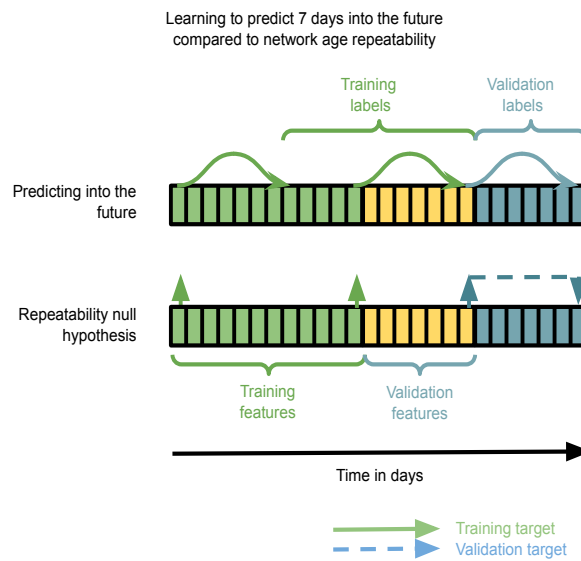 Learning to predict 7 days into the future
compared to network age repeatability
Training
labels
Validation
labels
Predicting into the
future
Repeatability null
hypothesis
Training
features
Validation
features
Time in days
Training target
Validation target